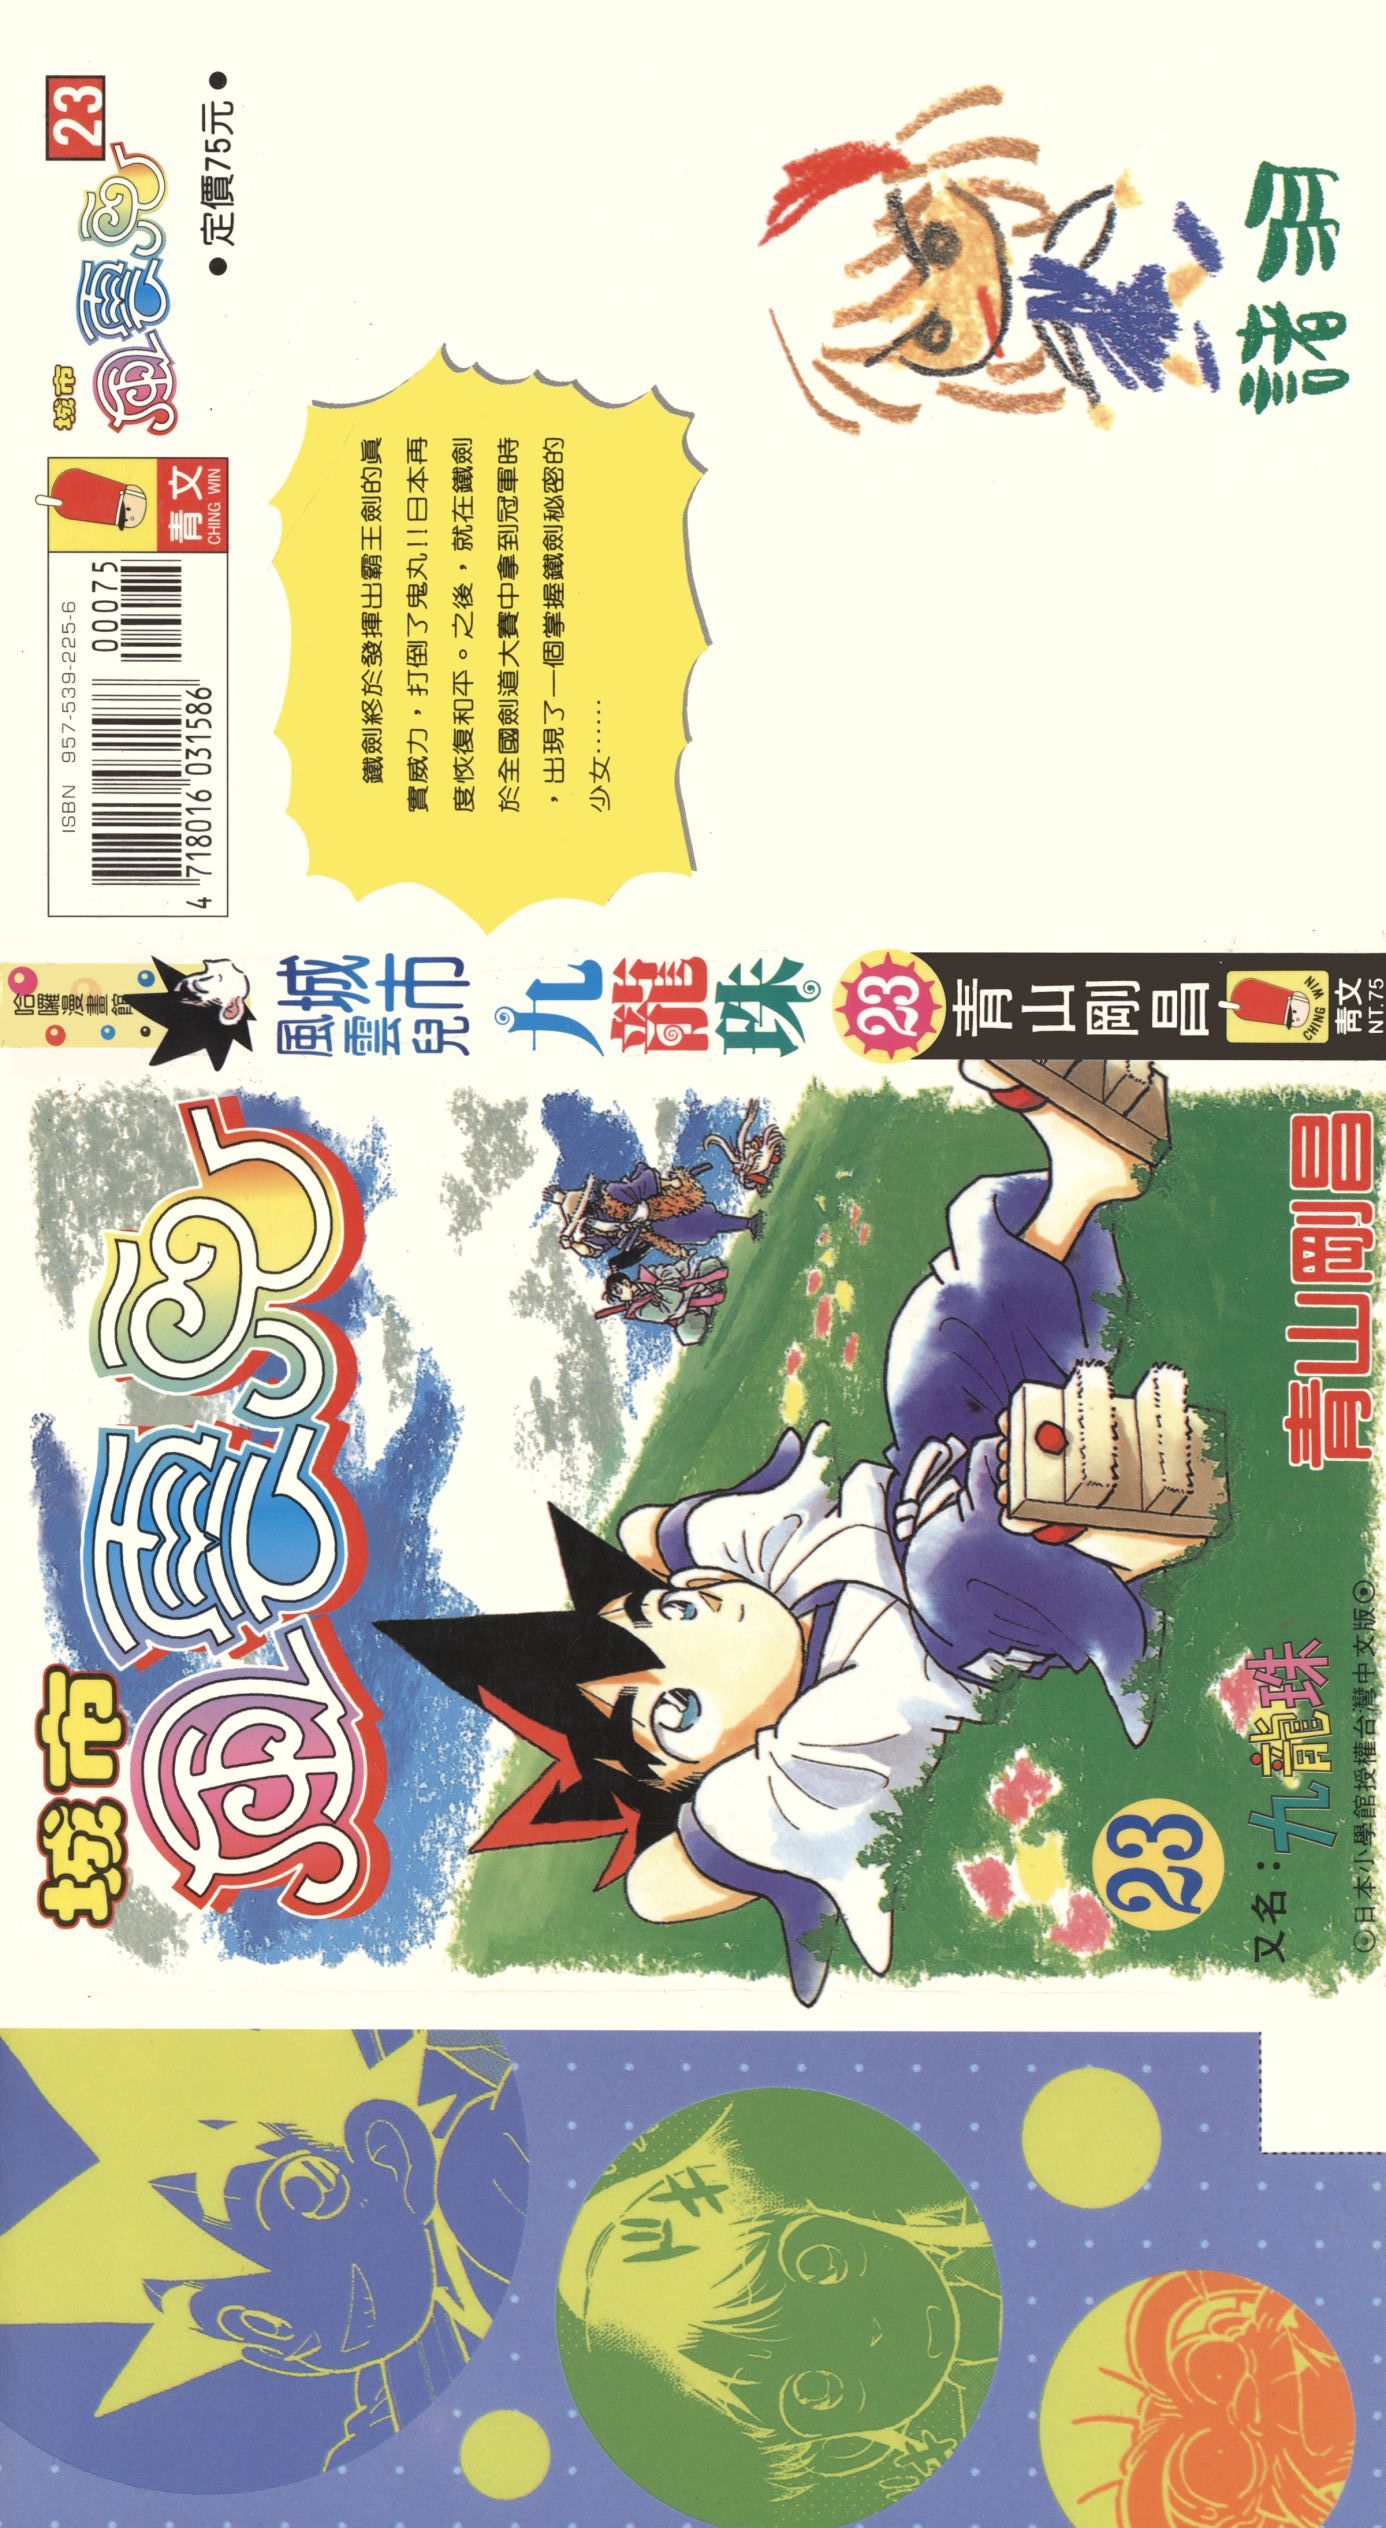 城市
風雲兒
23
又名：九龍珠
◎日本小學館授權台灣中文版◎
青山剛昌
哈囉漫畫館
城市
風雲兒
九龍珠
23
青山剛昌
CHING WIN
青文
NT.75
ISBN 957-539-225-6
00075
4 718016 031586
青文
CHING WIN
城市
風雲兒
23
●定價75元●
鐵劍終於發揮出霸王劍的眞
實威力，打倒了鬼丸!!日本再
度恢復和平。之後，就在鐵劍
於全國劍道大賽中拿到冠軍時
，出現了一個掌握鐵劍秘密的
少女……
諸羽